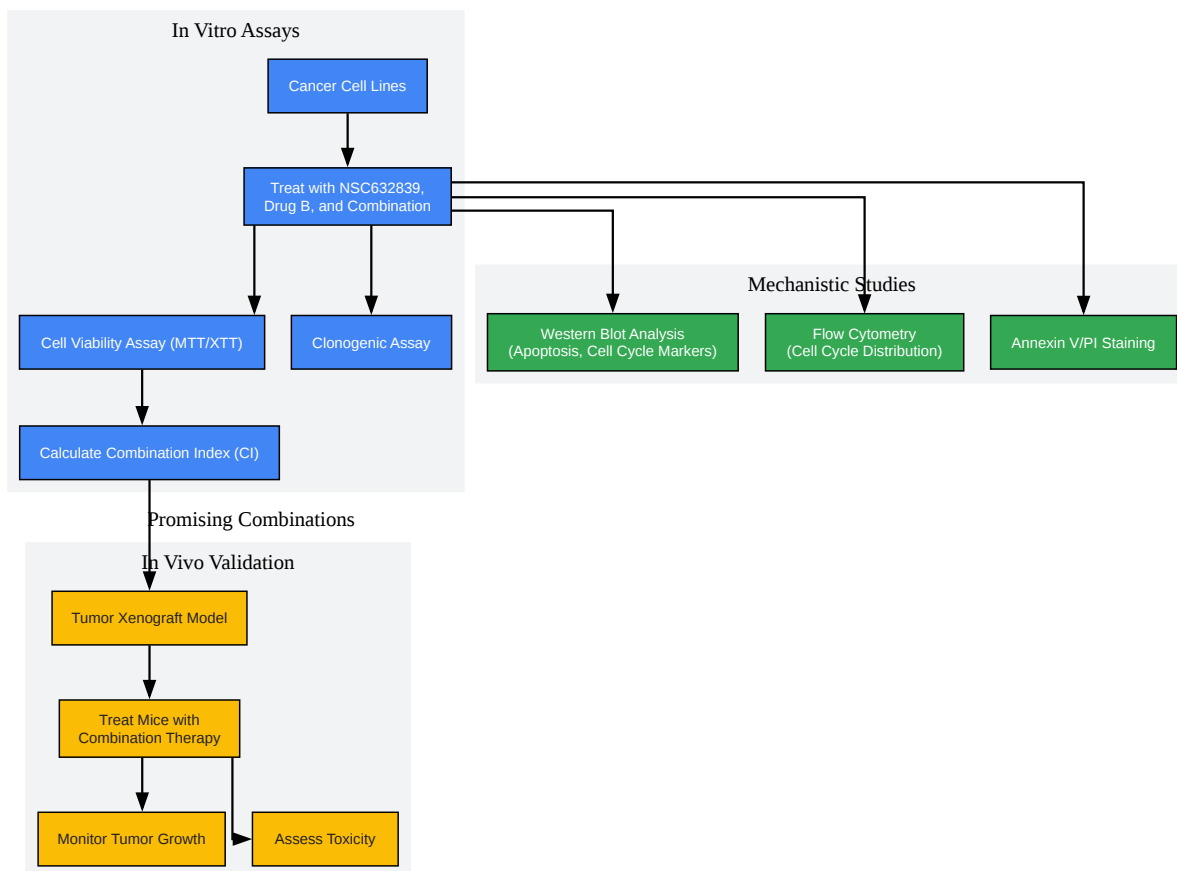 In Vitro Assays
Cancer Cell Lines
Treat with NSC632839,
Drug B, and Combination
Mechanistic Studies
Cell Viability Assay (MTT/XTT)
Clonogenic Assay
Western Blot Analysis
(Apoptosis, Cell Cycle Markers)
Flow Cytometry
(Cell Cycle Distribution)
Annexin V/PI Staining
Calculate Combination Index (CI)
Promising Combinations
In Vivo Validation
Tumor Xenograft Model
Treat Mice with
Combination Therapy
Monitor Tumor Growth
Assess Toxicity